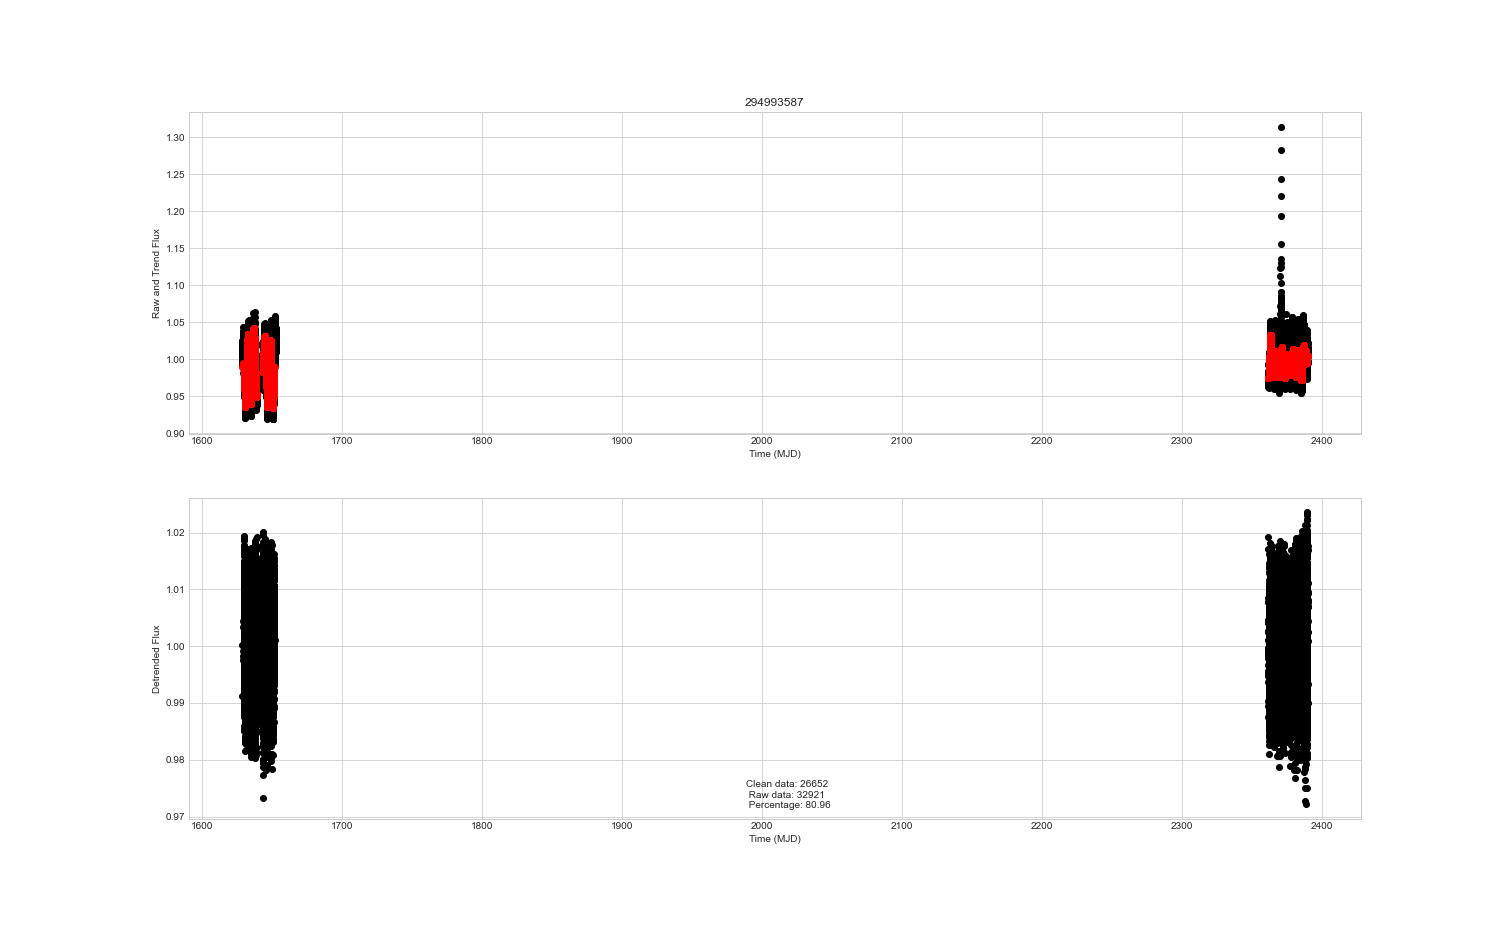 294993587
1.30
1.25
1.20
1.15
1.10
1.05
1.00
0.95
0.90
Raw and Trend Flux
1600 1700 1800 1900 2000 2100 2200 2300 2400
Time (MJD)
1.02
1.01
1.00
0.99
0.98
0.97
Detrended Flux
Clean data: 26652
Raw data: 32921
Percentage: 80.96
1600 1700 1800 1900 2000 2100 2200 2300 2400
Time (MJD)